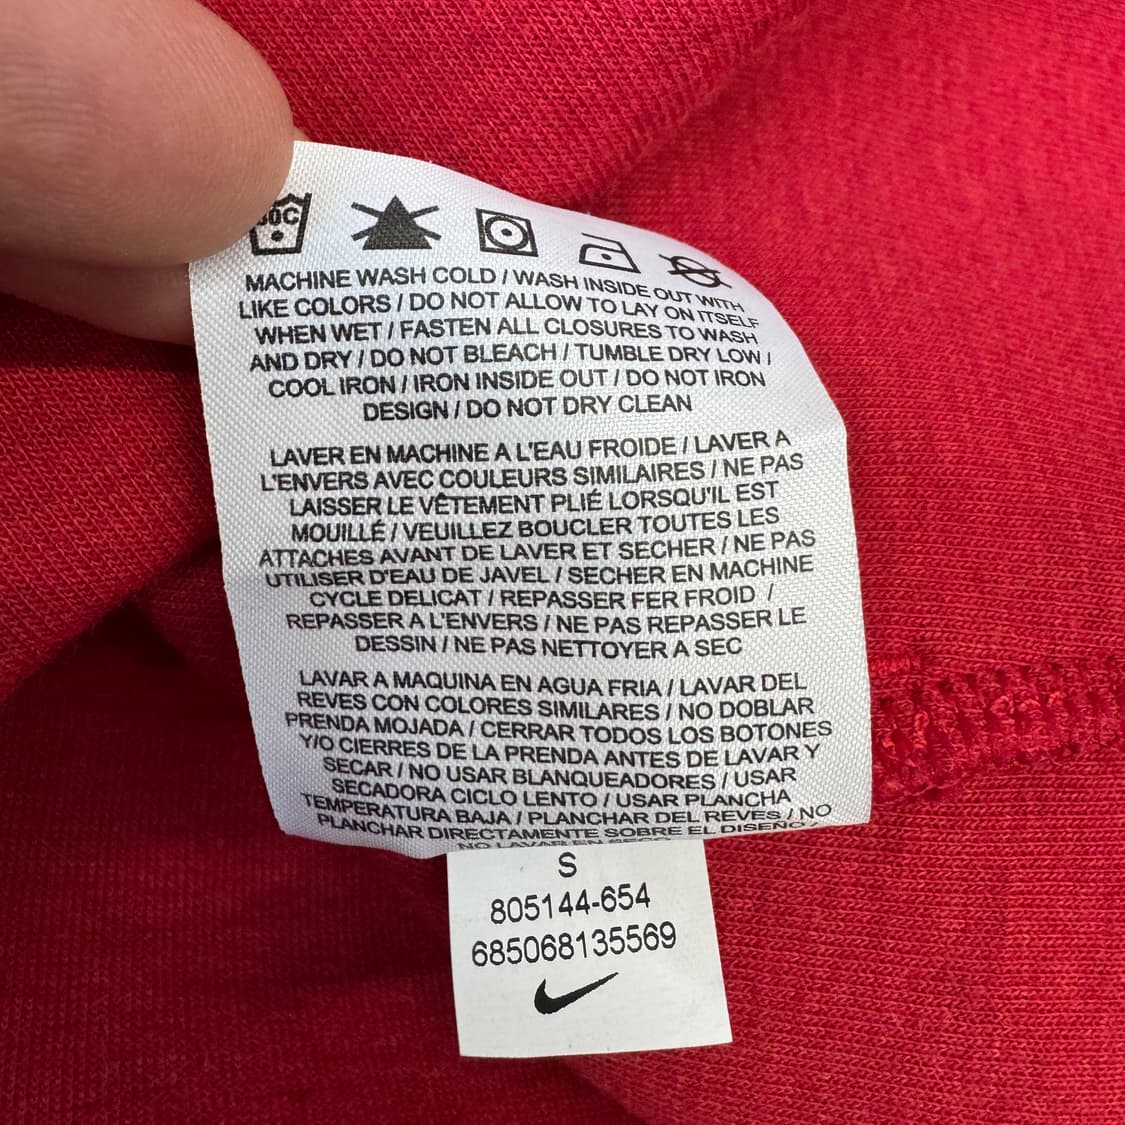 30C
MACHINE WASH COLD / WASH INSIDE OUT WITH
LIKE COLORS / DO NOT ALLOW TO LAY ON ITSELF
WHEN WET / FASTEN ALL CLOSURES TO WASH
AND DRY / DO NOT BLEACH / TUMBLE DRY LOW /
COOL IRON / IRON INSIDE OUT / DO NOT IRON
DESIGN / DO NOT DRY CLEAN
LAVER EN MACHINE A L'EAU FROIDE / LAVER A
L'ENVERS AVEC COULEURS SIMILAIRES / NE PAS
LAISSER LE VÊTEMENT PLIÉ LORSQU'IL EST
MOUILLÉ / VEUILLEZ BOUCLER TOUTES LES
ATTACHES AVANT DE LAVER ET SECHER / NE PAS
UTILISER D'EAU DE JAVEL / SECHER EN MACHINE
CYCLE DELICAT / REPASSER FER FROID /
REPASSER A L'ENVERS / NE PAS REPASSER LE
DESSIN / NE PAS NETTOYER A SEC
LAVAR A MAQUINA EN AGUA FRIA / LAVAR DEL
REVES CON COLORES SIMILARES / NO DOBLAR
PRENDA MOJADA / CERRAR TODOS LOS BOTONES
Y/O CIERRES DE LA PRENDA ANTES DE LAVAR Y
SECAR / NO USAR BLANQUEADORES / USAR
SECADORA CICLO LENTO / USAR PLANCHA
TEMPERATURA BAJA / PLANCHAR DEL REVES / NO
PLANCHAR DIRECTAMENTE SOBRE EL DISEÑO /
NO LAVAR EN SECO
S
805144-654
685068135569